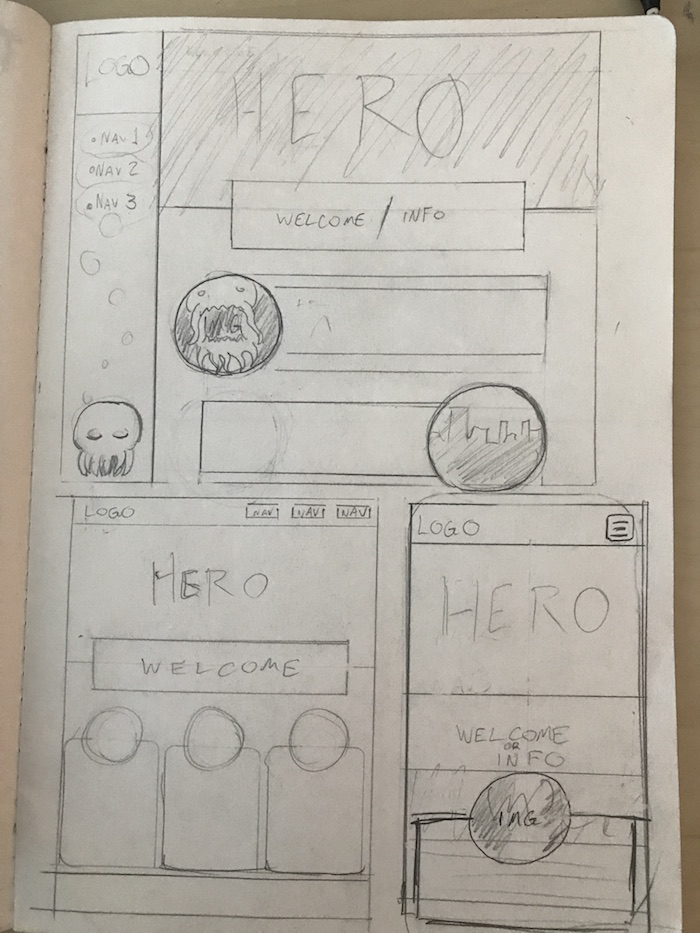 LOGO
HERO
NAV 1
NAV 2
NAV 3
WELCOME / INFO
IMG
LOGO
NAV NAV NAV
HERO
WELCOME
LOGO
HERO
WELCOME
OR
INFO
IMG